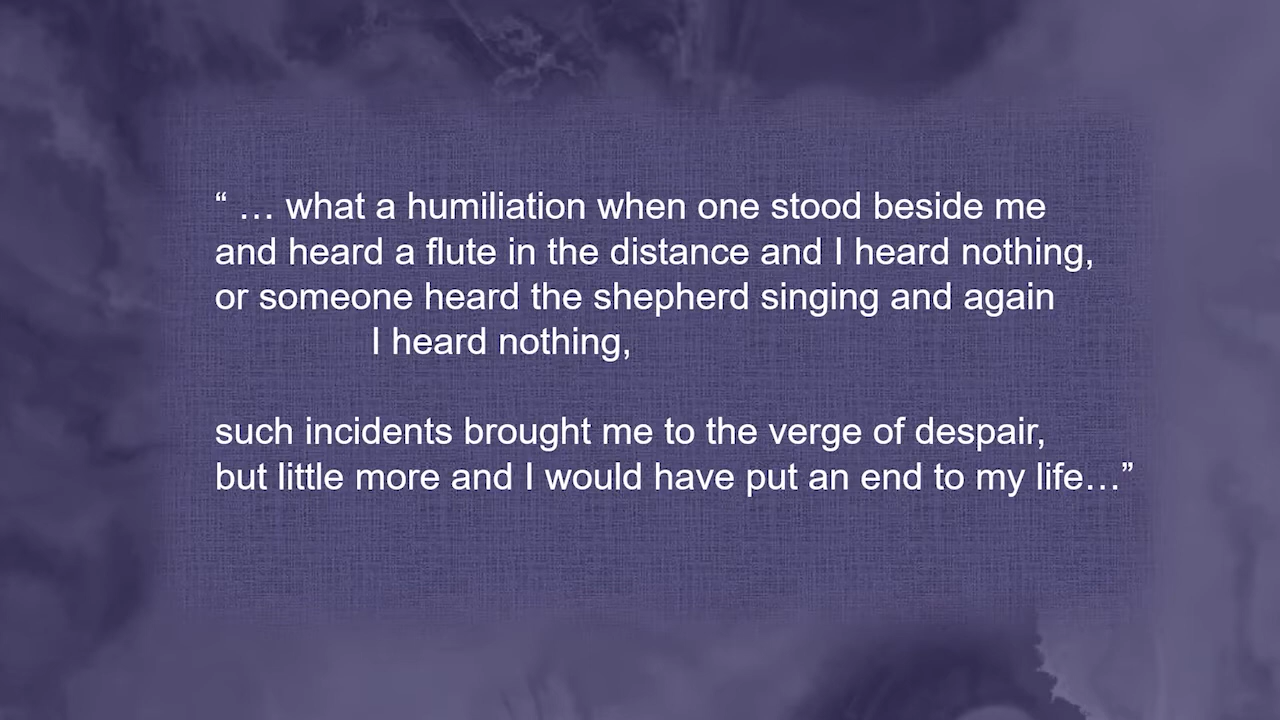 “ … what a humiliation when one stood beside me
and heard a flute in the distance and I heard nothing,
or someone heard the shepherd singing and again
I heard nothing,
such incidents brought me to the verge of despair,
but little more and I would have put an end to my life…”